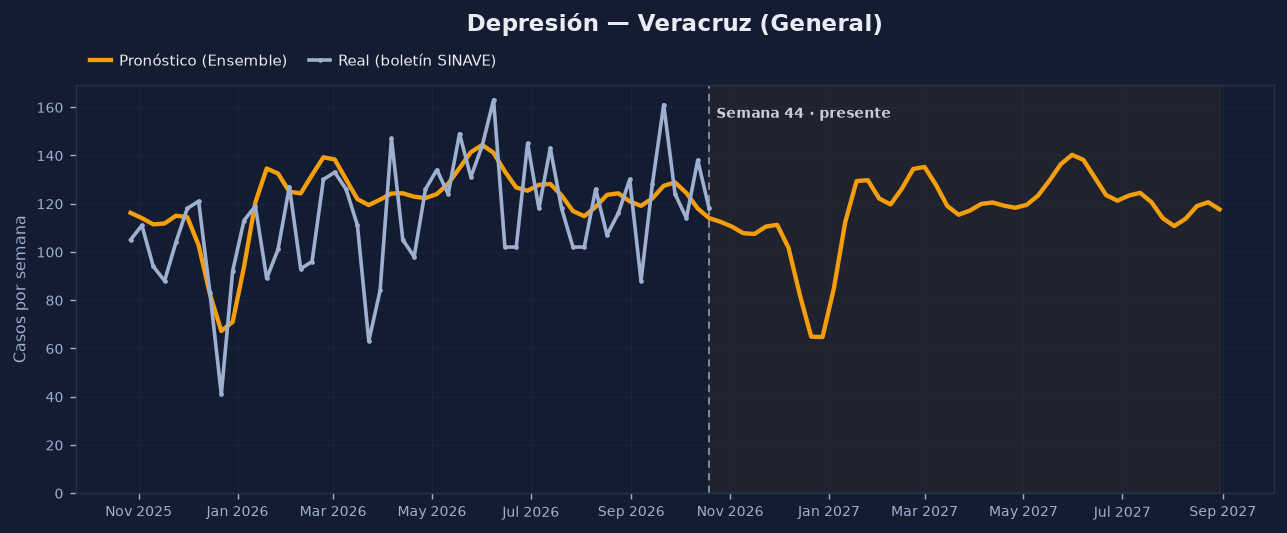 Depresión — Veracruz (General)
Pronóstico (Ensemble)
Real (boletín SINAVE)
Semana 44 · presente
Casos por semana
160
140
120
100
80
60
40
20
0
Nov 2025
Jan 2026
Mar 2026
May 2026
Jul 2026
Sep 2026
Nov 2026
Jan 2027
Mar 2027
May 2027
Jul 2027
Sep 2027